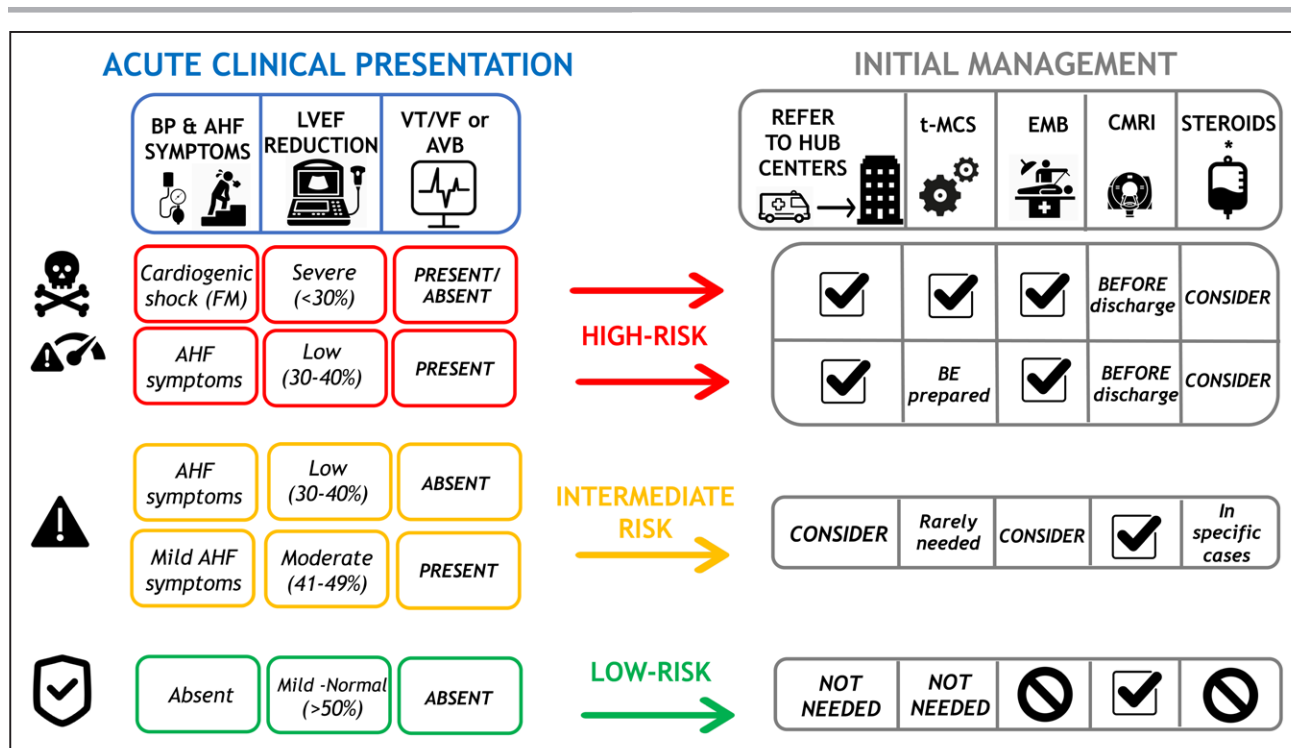 ACUTE CLINICAL PRESENTATION
INITIAL MANAGEMENT
BP & AHF
SYMPTOMS
LVEF
REDUCTION
VT/VF or
AVB
REFER
TO HUB
CENTERS
t-MCS
EMB
CMRI
STEROIDS
*
Cardiogenic
shock (FM)
Severe
(<30%)
PRESENT/
ABSENT
BEFORE
discharge
CONSIDER
HIGH-RISK
AHF
symptoms
Low
(30-40%)
PRESENT
BE
prepared
BEFORE
discharge
CONSIDER
AHF
symptoms
Low
(30-40%)
ABSENT
INTERMEDIATE
RISK
Mild AHF
symptoms
Moderate
(41-49%)
PRESENT
CONSIDER
Rarely
needed
CONSIDER
In
specific
cases
Absent
Mild -Normal
(>50%)
ABSENT
LOW-RISK
NOT
NEEDED
NOT
NEEDED